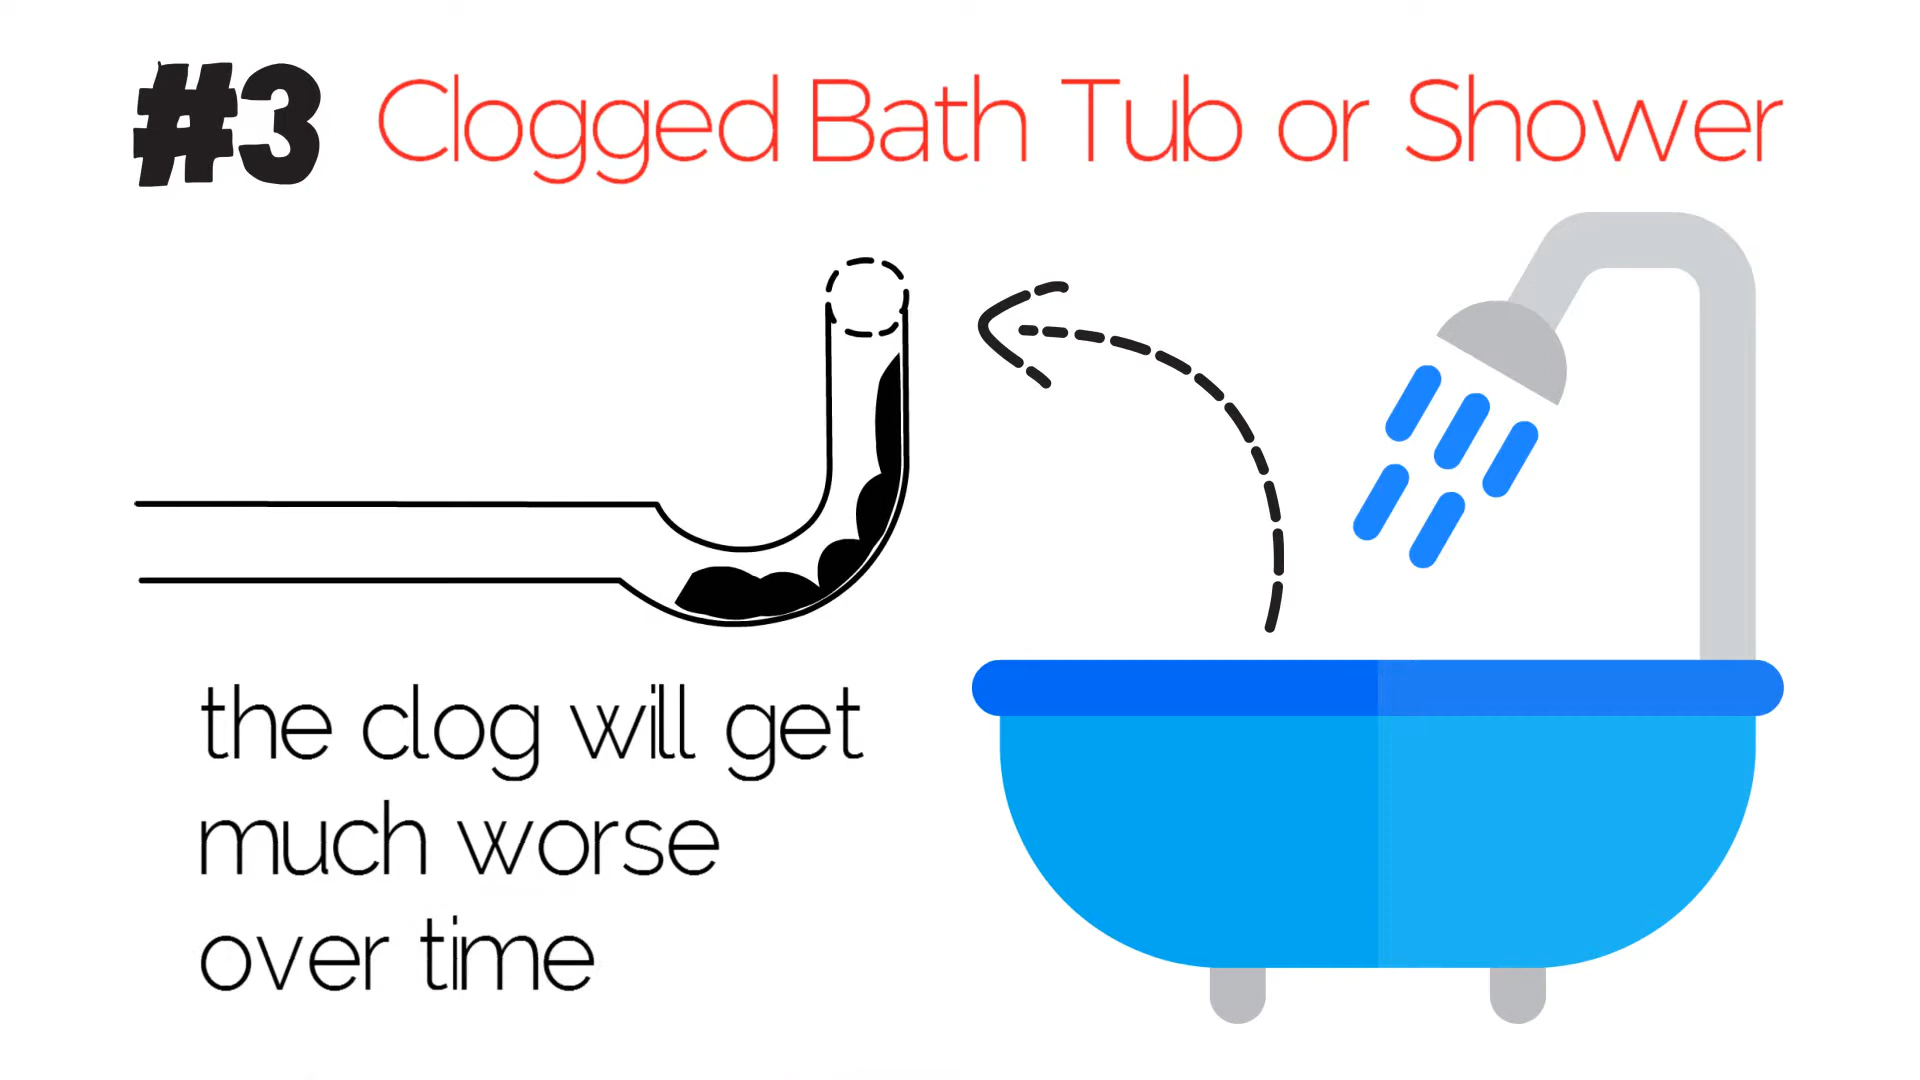 #3 Clogged Bath Tub or Shower
the clog will get
much worse
over time